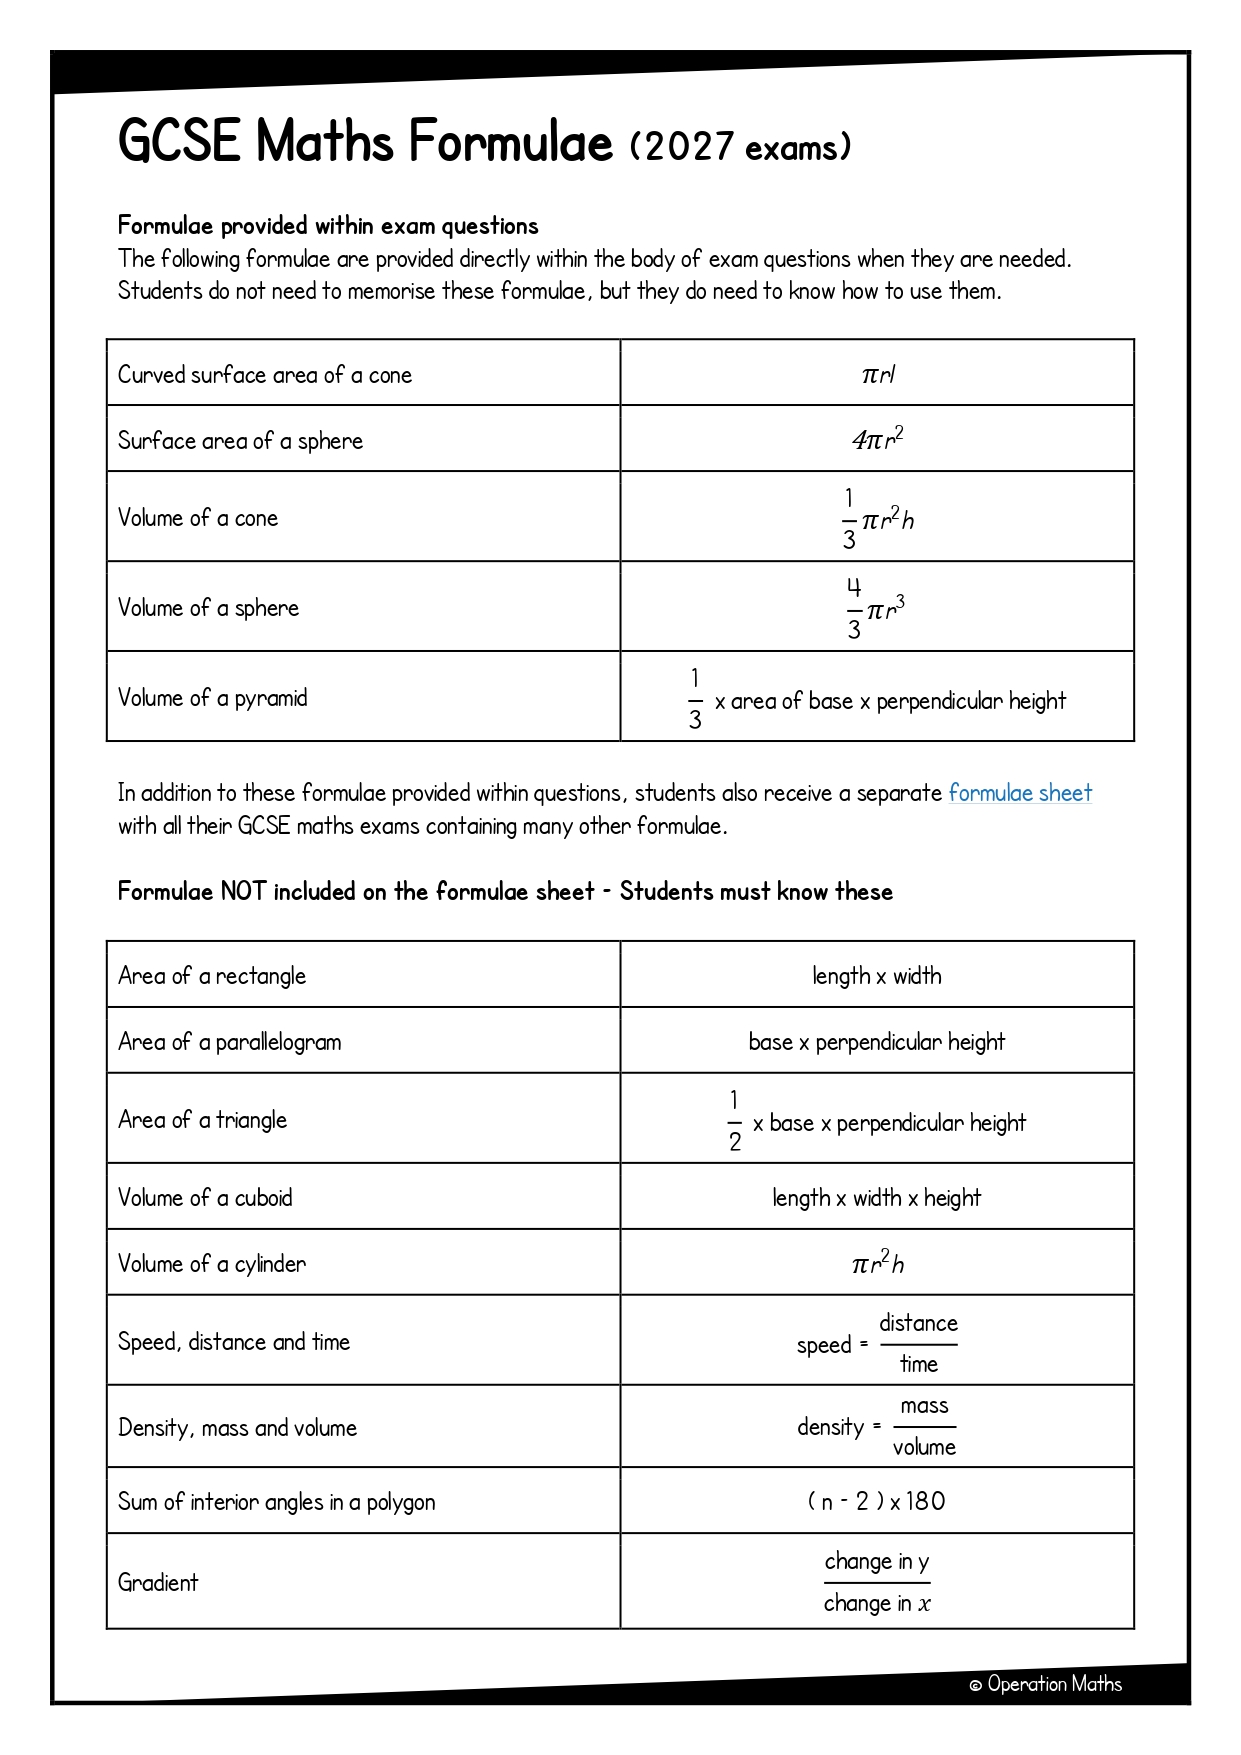 GCSE Maths Formulae (2027 exams)
Formulae provided within exam questions
The following formulae are provided directly within the body of exam questions when they are needed.
Students do not need to memorise these formulae, but they do need to know how to use them.
Curved surface area of a cone
πrl
Surface area of a sphere
4πr²
Volume of a cone
1/3 πr²h
Volume of a sphere
4/3 πr³
Volume of a pyramid
1/3 x area of base x perpendicular height
In addition to these formulae provided within questions, students also receive a separate formulae sheet
with all their GCSE maths exams containing many other formulae.
Formulae NOT included on the formulae sheet - Students must know these
Area of a rectangle
length x width
Area of a parallelogram
base x perpendicular height
Area of a triangle
1/2 x base x perpendicular height
Volume of a cuboid
length x width x height
Volume of a cylinder
πr²h
Speed, distance and time
speed = distance/time
Density, mass and volume
density = mass/volume
Sum of interior angles in a polygon
( n - 2 ) x 180
Gradient
change in y/change in x
© Operation Maths